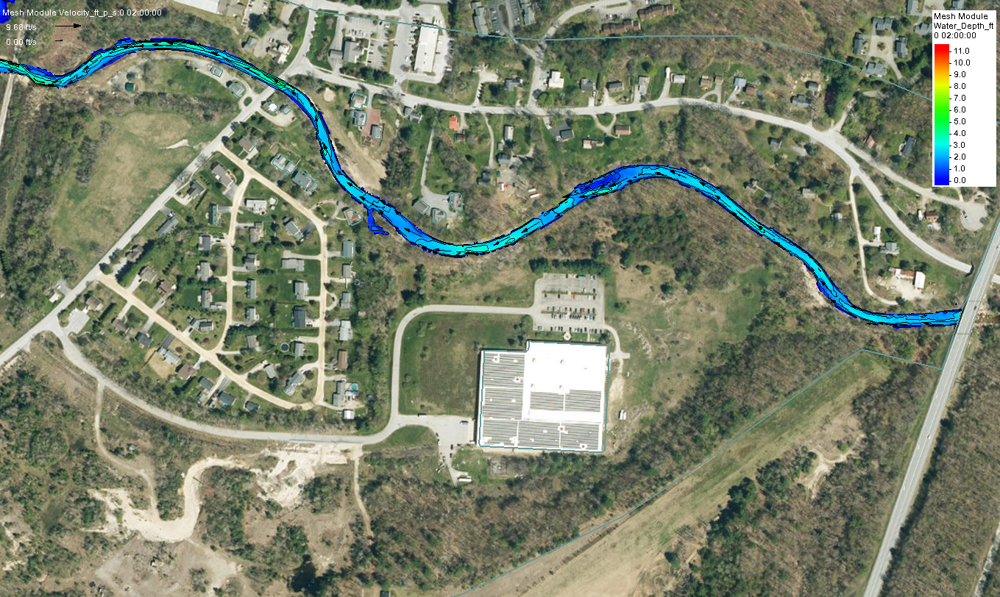 Mesh Module Velocity_ft_p_s:0 02:00:00
9.68 ft/s
0.00 ft/s
Mesh Module
Water_Depth_ft
0 02:00:00
11.0
10.0
9.0
8.0
7.0
6.0
5.0
4.0
3.0
2.0
1.0
0.0